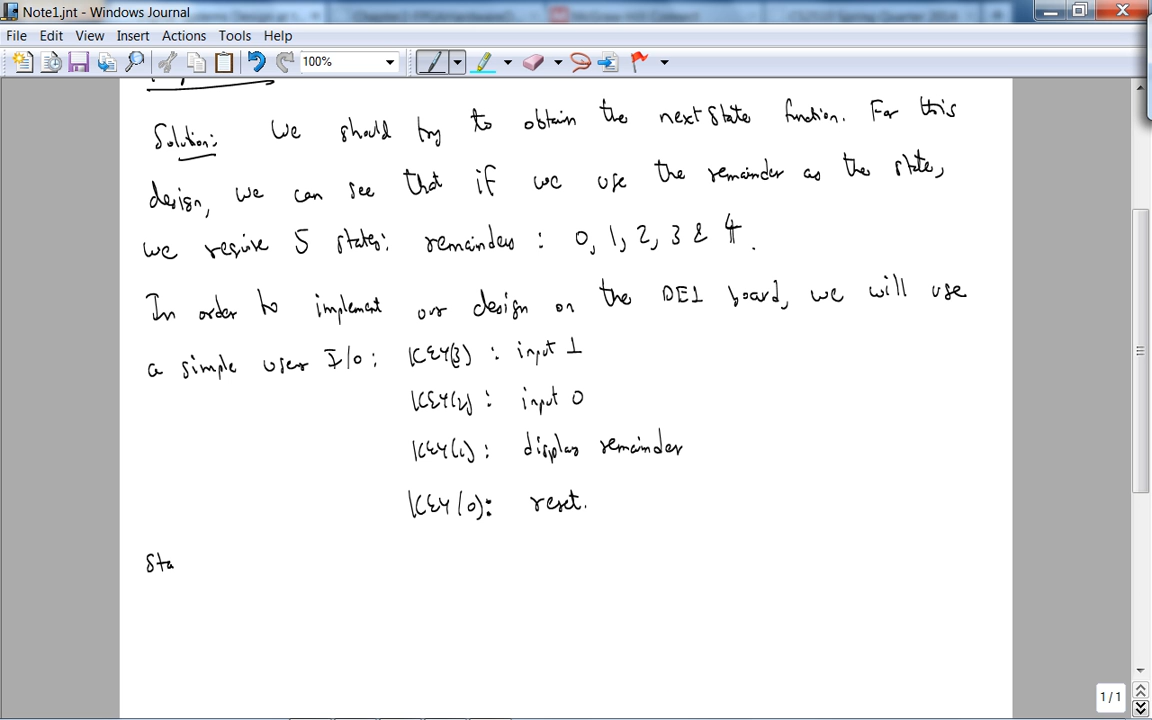 Note1.jnt - Windows Journal
File Edit View Insert Actions Tools Help
100%
Solution: We should try to obtain the next state function. For this
design, we can see that if we use the remainder as the state,
we require 5 states: remainders : 0, 1, 2, 3 & 4.
In order to implement our design on the DE1 board, we will use
a simple user I/O: KEY(3) : input 1
KEY(2) : input 0
KEY(1) : display remainder
KEY(0): reset.
Sta
1 / 1